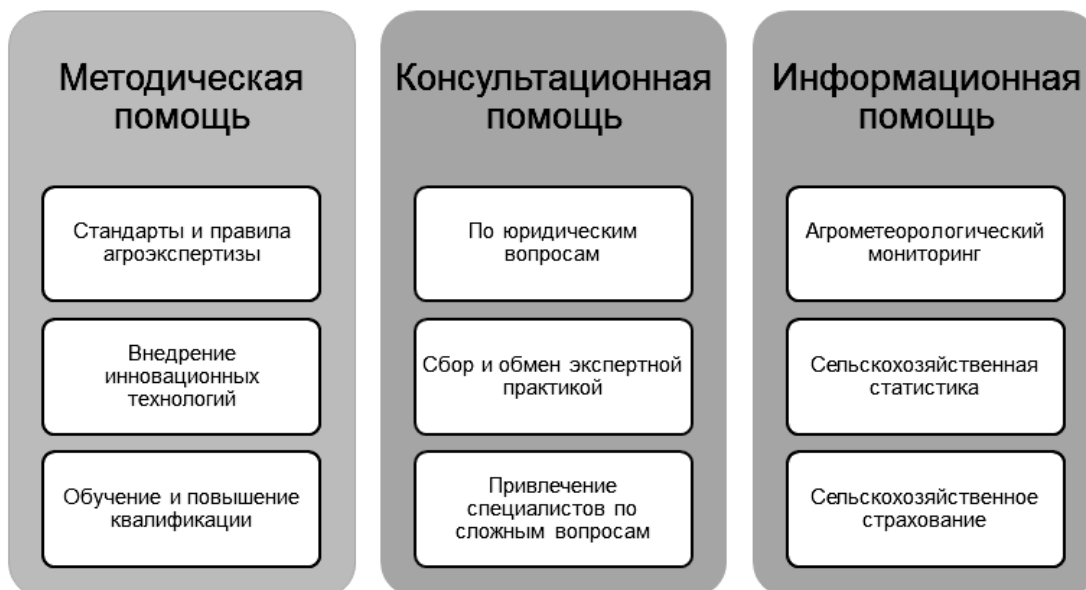 Методическая
помощь
Стандарты и правила
агроэкспертизы
Внедрение
инновационных
технологий
Обучение и повышение
квалификации
Консультационная
помощь
По юридическим
вопросам
Сбор и обмен экспертной
практикой
Привлечение
специалистов по
сложным вопросам
Информационная
помощь
Агрометеорологический
мониторинг
Сельскохозяйственная
статистика
Сельскохозяйственное
страхование